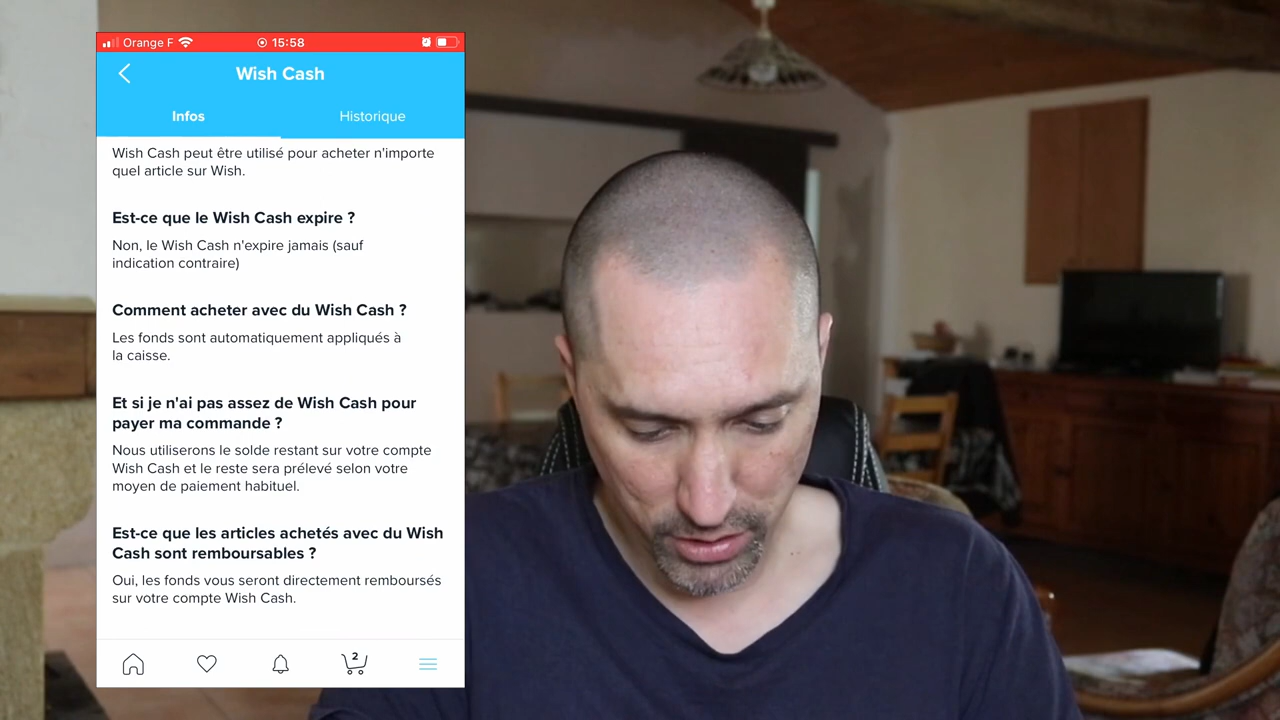 Orange F 15:58
Wish Cash
Infos Historique
Wish Cash peut être utilisé pour acheter n'importe
quel article sur Wish.
Est-ce que le Wish Cash expire ?
Non, le Wish Cash n'expire jamais (sauf
indication contraire)
Comment acheter avec du Wish Cash ?
Les fonds sont automatiquement appliqués à
la caisse.
Et si je n'ai pas assez de Wish Cash pour
payer ma commande ?
Nous utiliserons le solde restant sur votre compte
Wish Cash et le reste sera prélevé selon votre
moyen de paiement habituel.
Est-ce que les articles achetés avec du Wish
Cash sont remboursables ?
Oui, les fonds vous seront directement remboursés
sur votre compte Wish Cash.
2